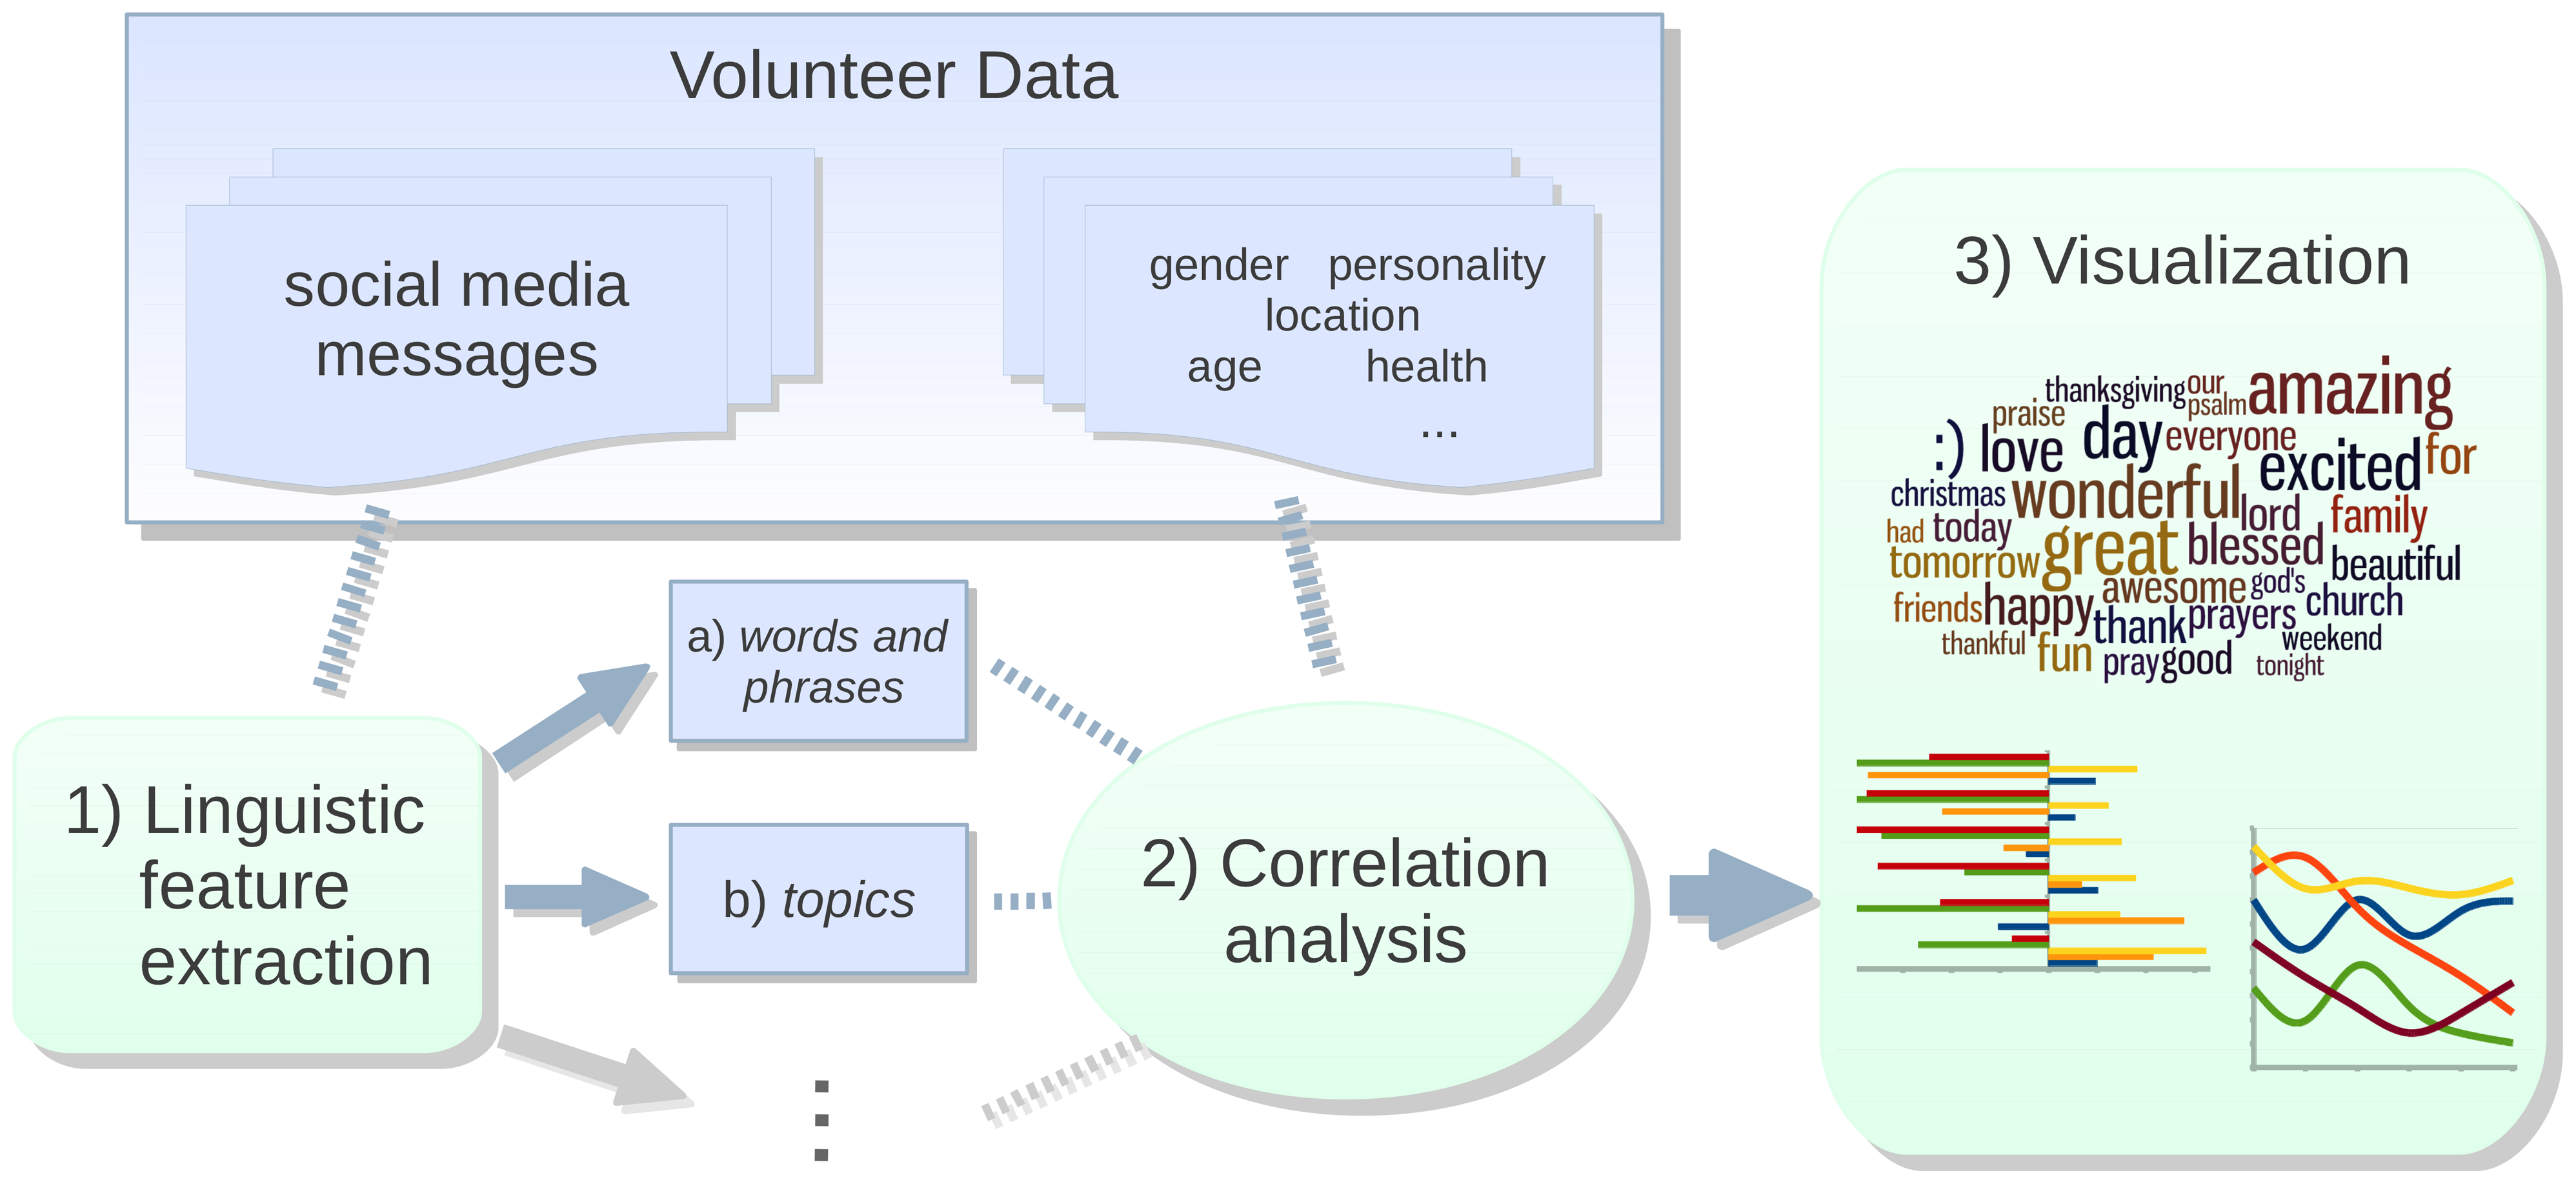 Volunteer Data
social media
messages
gender personality
location
age health
...
1) Linguistic
feature
extraction
a) words and
phrases
b) topics
2) Correlation
analysis
3) Visualization
thanksgiving our amazing
praise psalm
:) love day everyone
excited for
christmas wonderful lord family
had today great blessed
tomorrow beautiful
awesome god's
friends happy prayers church
thank weekend
thankful fun pray good tonight